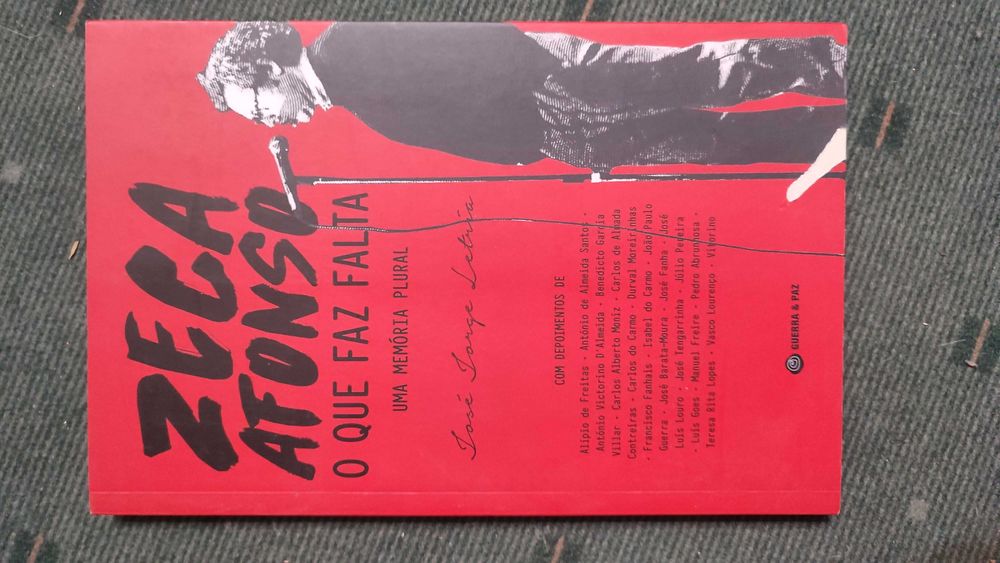 ZECA
AFONSO
O QUE FAZ FALTA
UMA MEMÓRIA PLURAL
José Jorge Letria
COM DEPOIMENTOS DE
Alípio de Freitas · António de Almeida Santos ·
António Victorino D'Almeida · Benedicto García
Villar · Carlos Alberto Moniz · Carlos de Almada
Contreiras · Carlos do Carmo · Durval Moreirinhas
· Francisco Fanhais · Isabel do Carmo · João Paulo
Guerra · José Barata-Moura · José Fanha · José
Luís Louro · José Tengarrinha · Júlio Pereira
· Luís Goes · Manuel Freire · Pedro Abrunhosa ·
Teresa Rita Lopes · Vasco Lourenço · Vitorino
GUERRA & PAZ